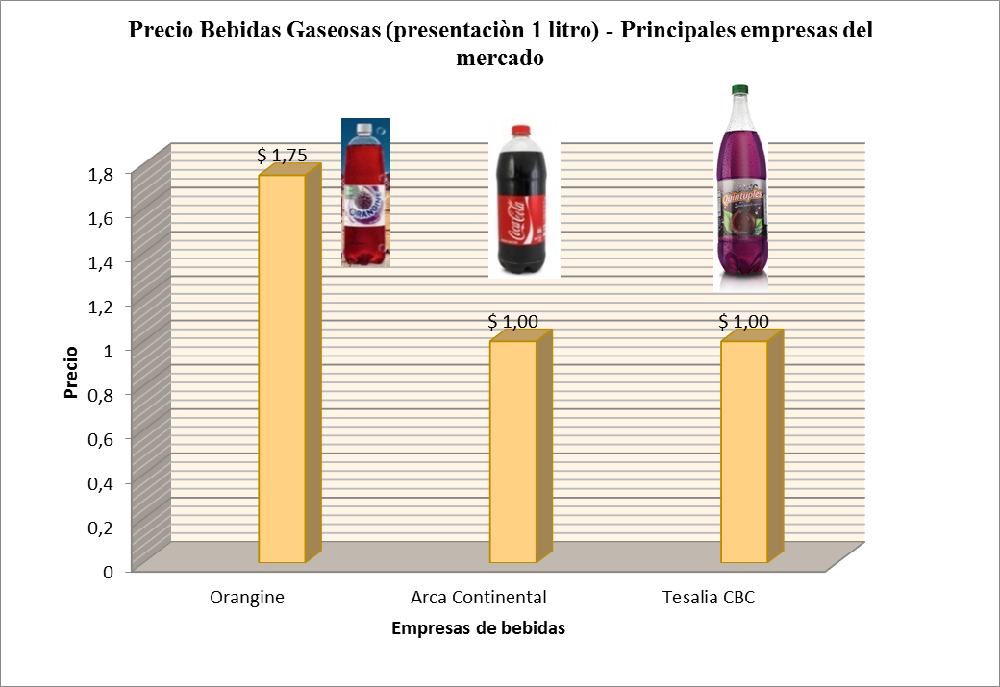 Precio Bebidas Gaseosas (presentaciòn 1 litro) - Principales empresas del
mercado
$ 1,75
$ 1,00
$ 1,00
ORANGINE
Coca-Cola
Quintuples
1,8
1,6
1,4
1,2
1
0,8
0,6
0,4
0,2
0
Precio
Orangine
Arca Continental
Tesalia CBC
Empresas de bebidas